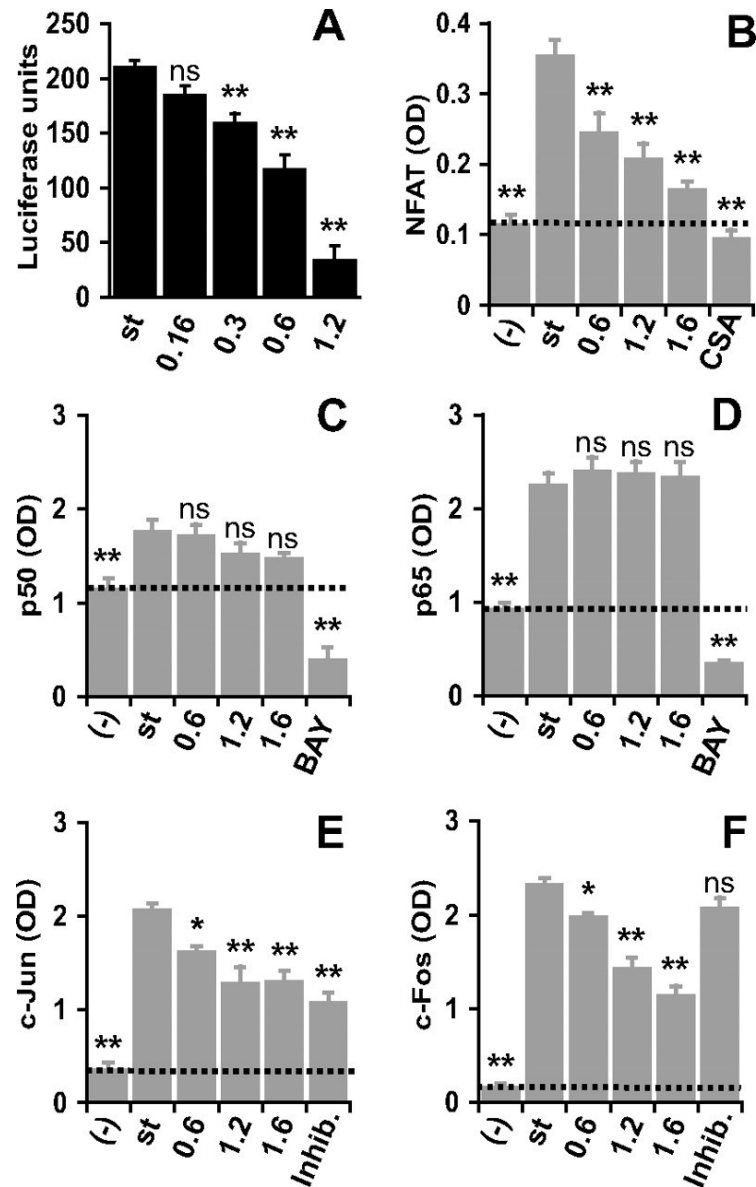 A
Luciferase units
250
200
150
100
50
0
ns
**
**
**
st
0.16
0.3
0.6
1.2
B
NFAT (OD)
0.4
0.3
0.2
0.1
0
**
**
**
**
**
(-)
st
0.6
1.2
1.6
CSA
C
p50 (OD)
3
2
1
0
**
ns
ns
ns
**
(-)
st
0.6
1.2
1.6
BAY
D
p65 (OD)
3
2
1
0
**
ns
ns
ns
**
(-)
st
0.6
1.2
1.6
BAY
E
c-Jun (OD)
3
2
1
0
**
*
**
**
**
(-)
st
0.6
1.2
1.6
Inhib.
F
c-Fos (OD)
3
2
1
0
**
*
**
**
ns
(-)
st
0.6
1.2
1.6
Inhib.